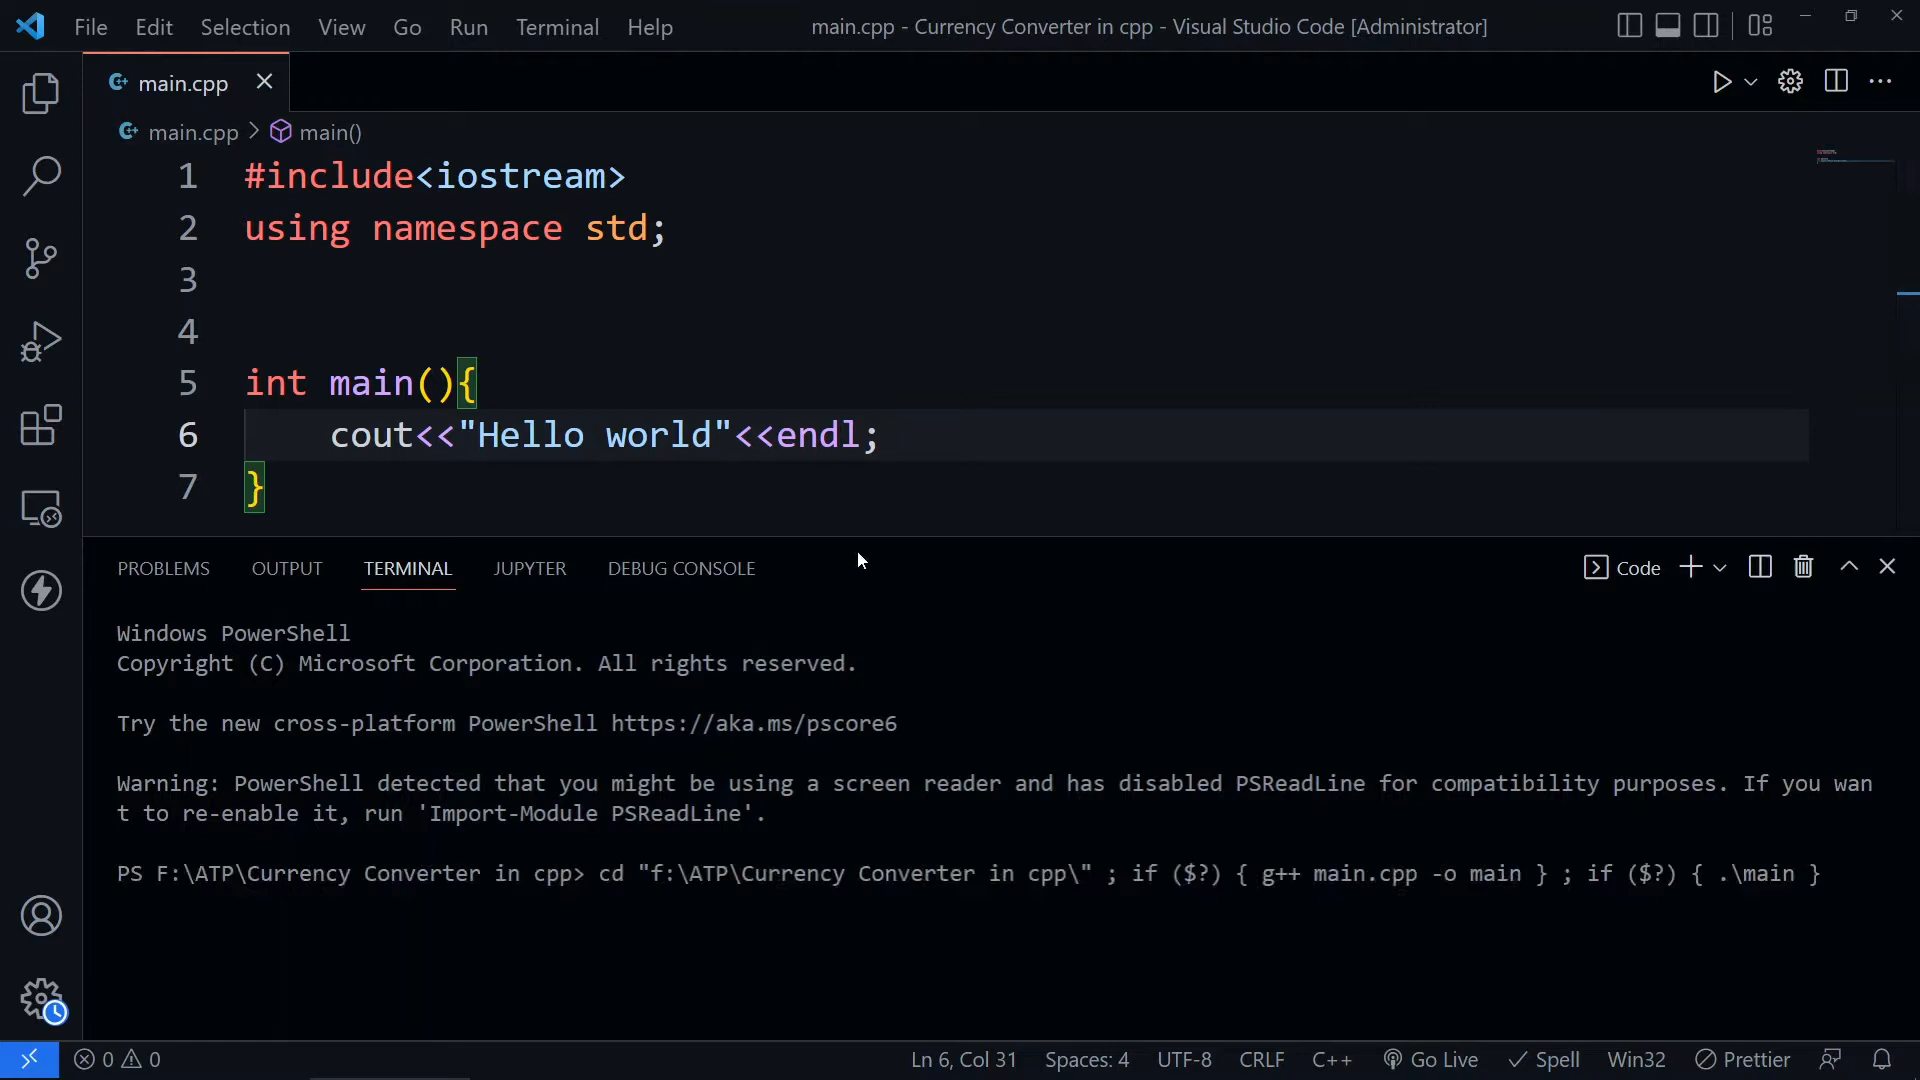 File Edit Selection View Go Run Terminal Help main.cpp - Currency Converter in cpp - Visual Studio Code [Administrator]
main.cpp
main.cpp > main()
1 #include<iostream>
2 using namespace std;
3
4
5 int main(){
6 cout<<"Hello world"<<endl;
7 }
PROBLEMS OUTPUT TERMINAL JUPYTER DEBUG CONSOLE Code
Windows PowerShell
Copyright (C) Microsoft Corporation. All rights reserved.
Try the new cross-platform PowerShell https://aka.ms/pscore6
Warning: PowerShell detected that you might be using a screen reader and has disabled PSReadLine for compatibility purposes. If you wan
t to re-enable it, run 'Import-Module PSReadLine'.
PS F:\ATP\Currency Converter in cpp> cd "f:\ATP\Currency Converter in cpp\" ; if ($?) { g++ main.cpp -o main } ; if ($?) { .\main }
0 0 Ln 6, Col 31 Spaces: 4 UTF-8 CRLF C++ Go Live Spell Win32 Prettier